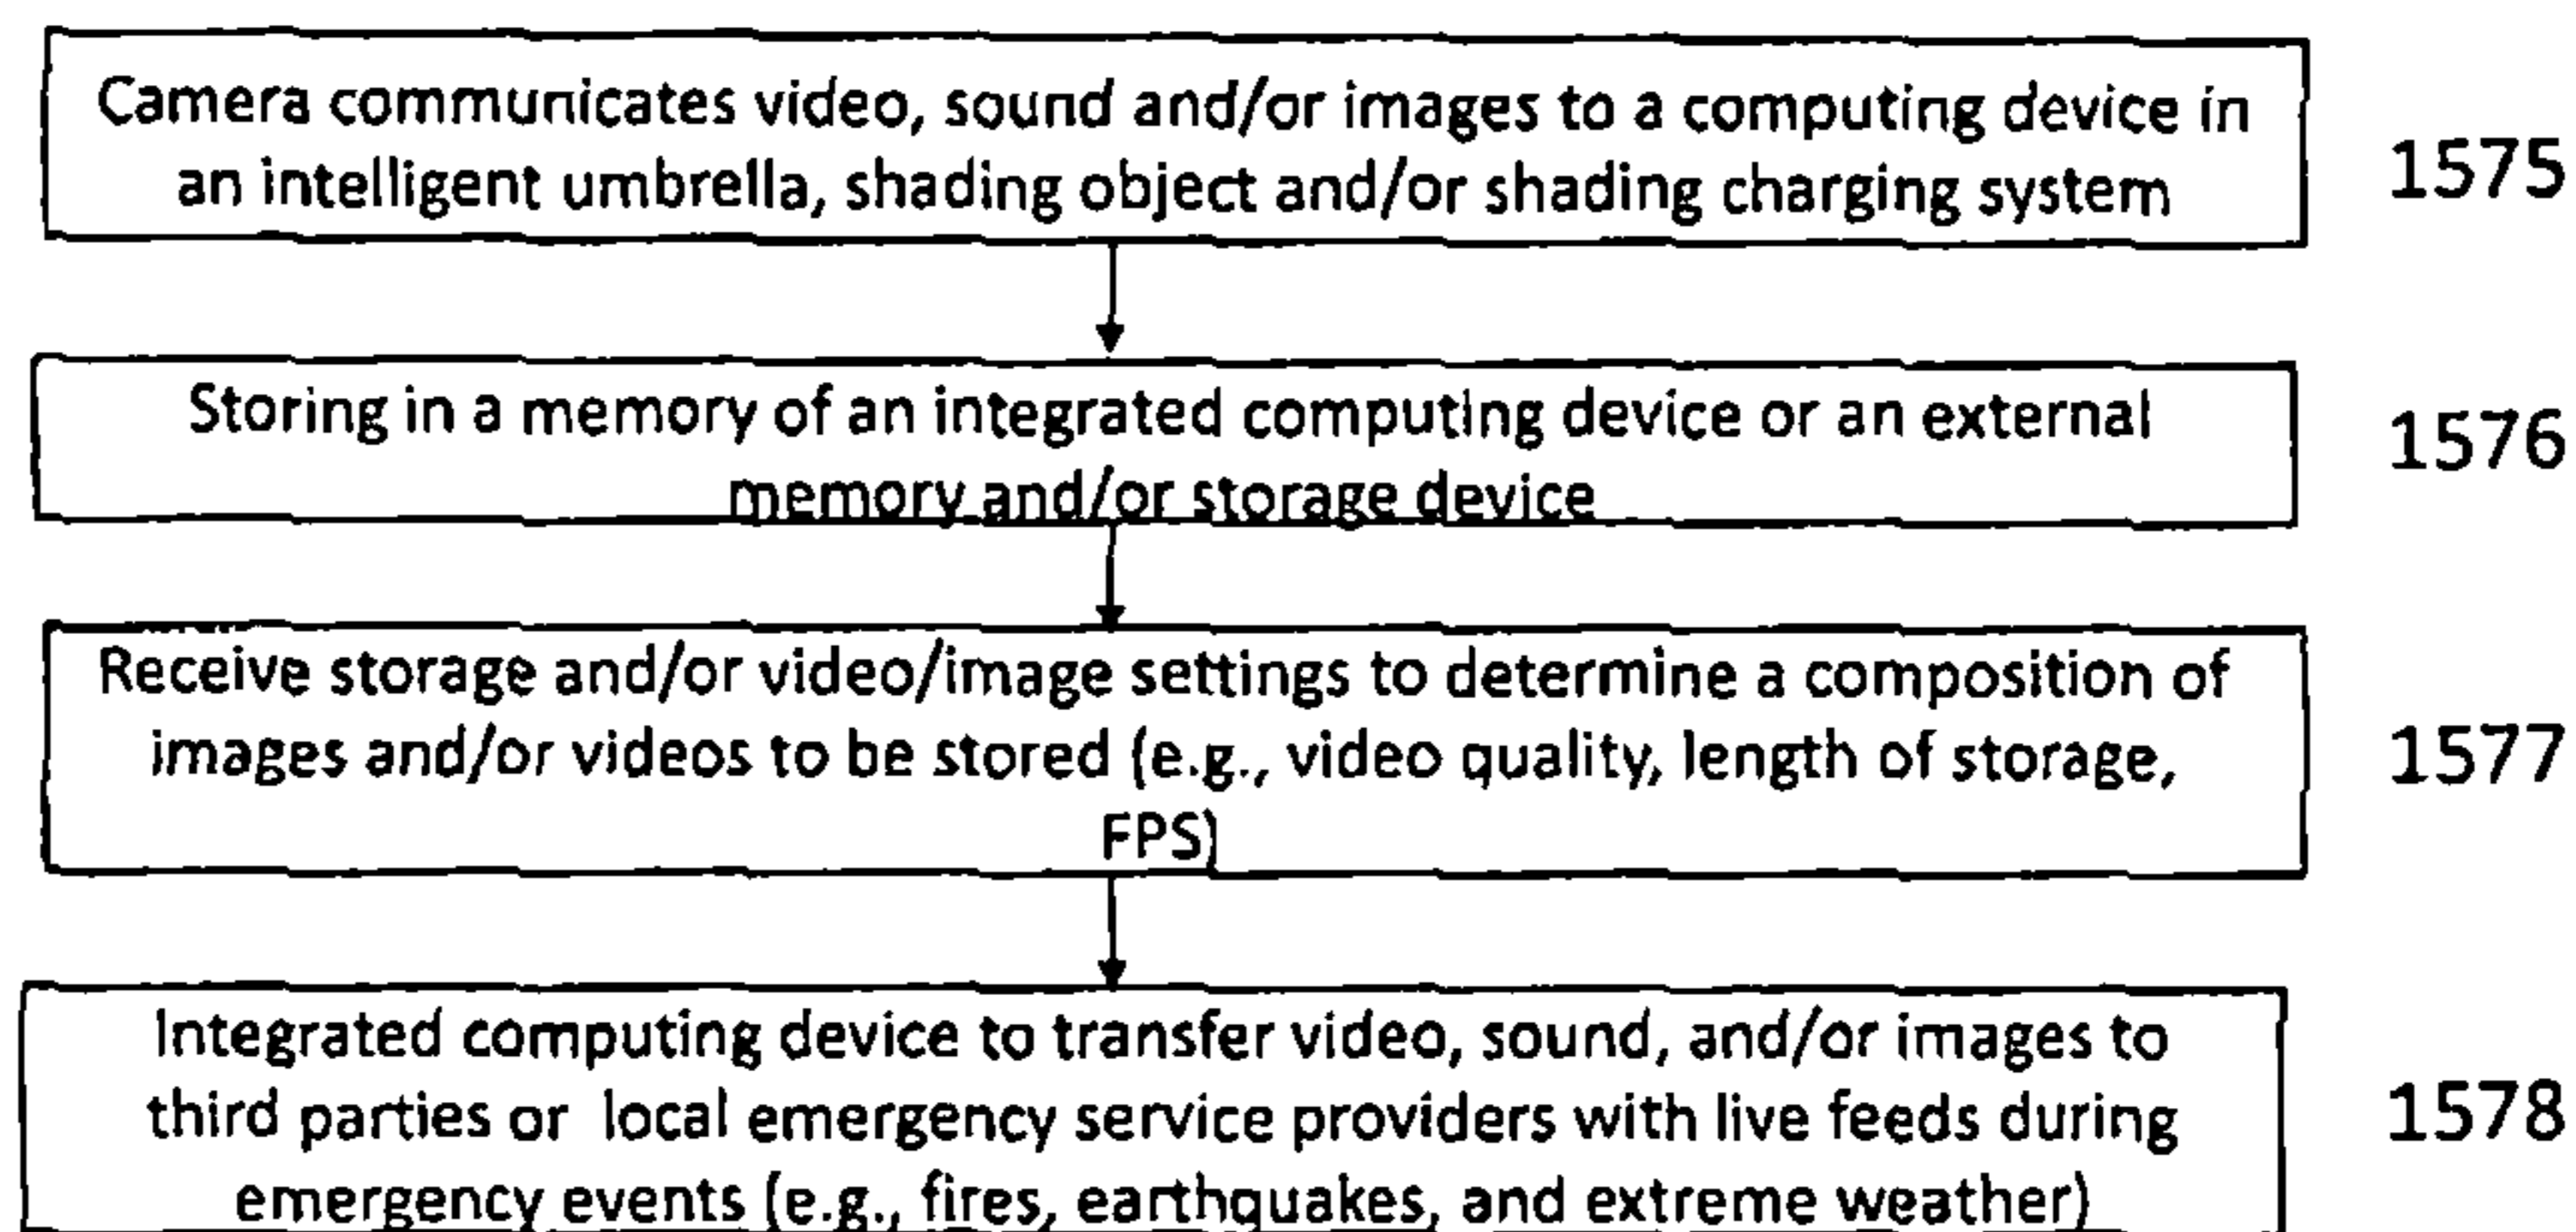 Camera communicates video, sound and/or images to a computing device in
an intelligent umbrella, shading object and/or shading charging system
1575
Storing in a memory of an integrated computing device or an external
memory and/or storage device
1576
Receive storage and/or video/image settings to determine a composition of
images and/or videos to be stored (e.g., video quality, length of storage,
FPS)
1577
Integrated computing device to transfer video, sound, and/or images to
third parties or local emergency service providers with live feeds during
emergency events (e.g., fires, earthquakes, and extreme weather)
1578